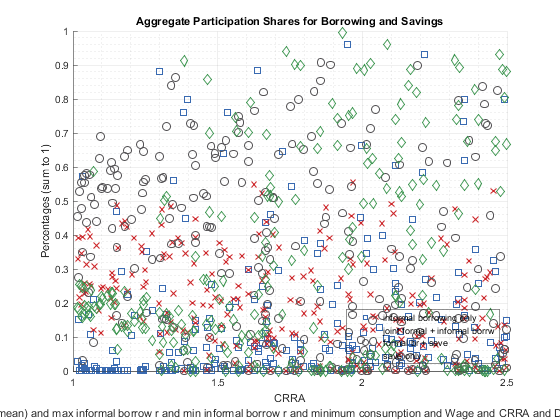 Aggregate Participation Shares for Borrowing and Savings
1
0.9
0.8
0.7
0.6
0.5
0.4
0.3
0.2
0.1
0
Percentages (sum to 1)
informal borrowing only
joint formal + informal borrow
save
1
1.5
2
2.5
CRRA
mean) and max informal borrow r and min informal borrow r and minimum consumption and Wage and CRRA and